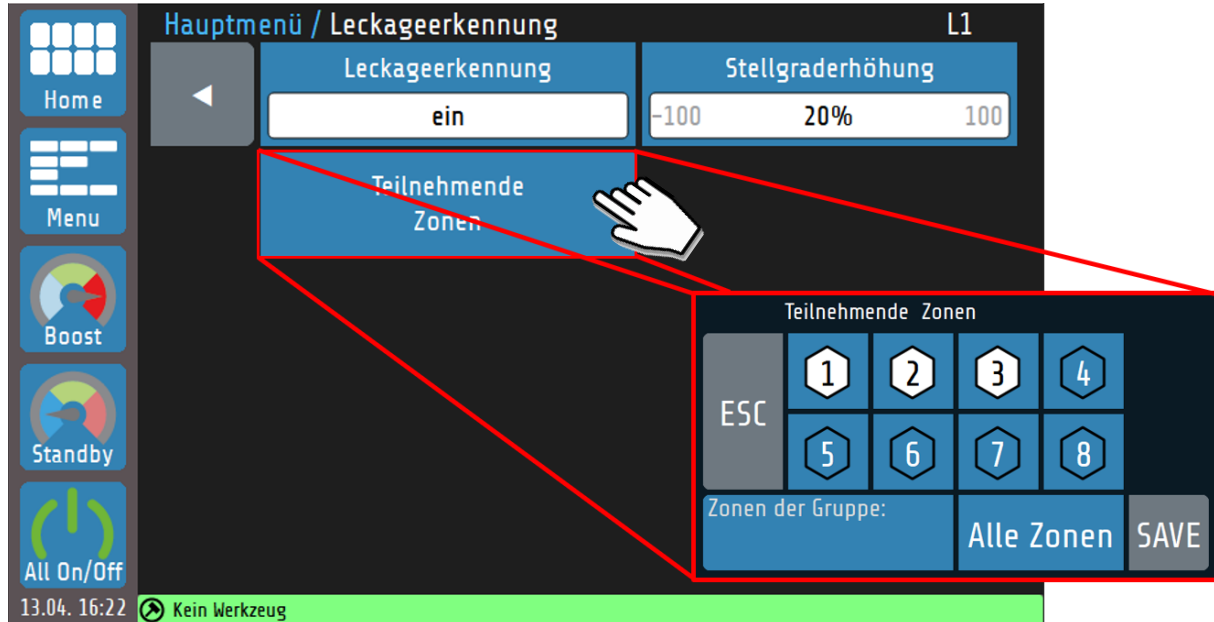 Home
Menu
Boost
Standby
All On/Off
13.04. 16:22
Hauptmenü / Leckageerkennung
L1
◀
Leckageerkennung
ein
Stellgraderhöhung
-100 20% 100
Teilnehmende
Zonen
Teilnehmende Zonen
ESC
1 2 3 4
5 6 7 8
Zonen der Gruppe:
Alle Zonen
SAVE
Kein Werkzeug